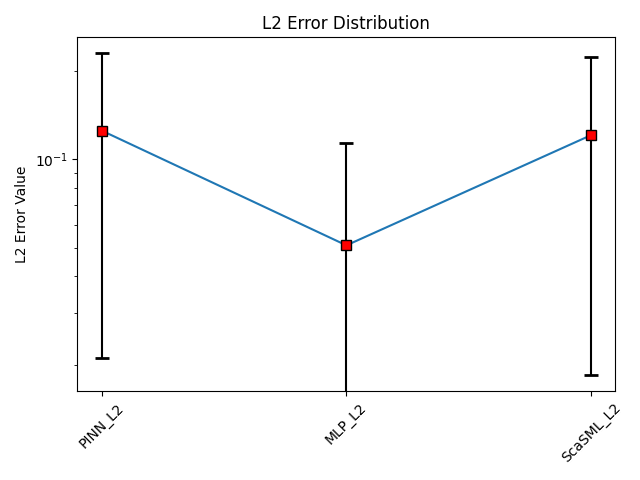 L2 Error Distribution
L2 Error Value
10⁻¹
PINN_L2
MLP_L2
ScaSML_L2